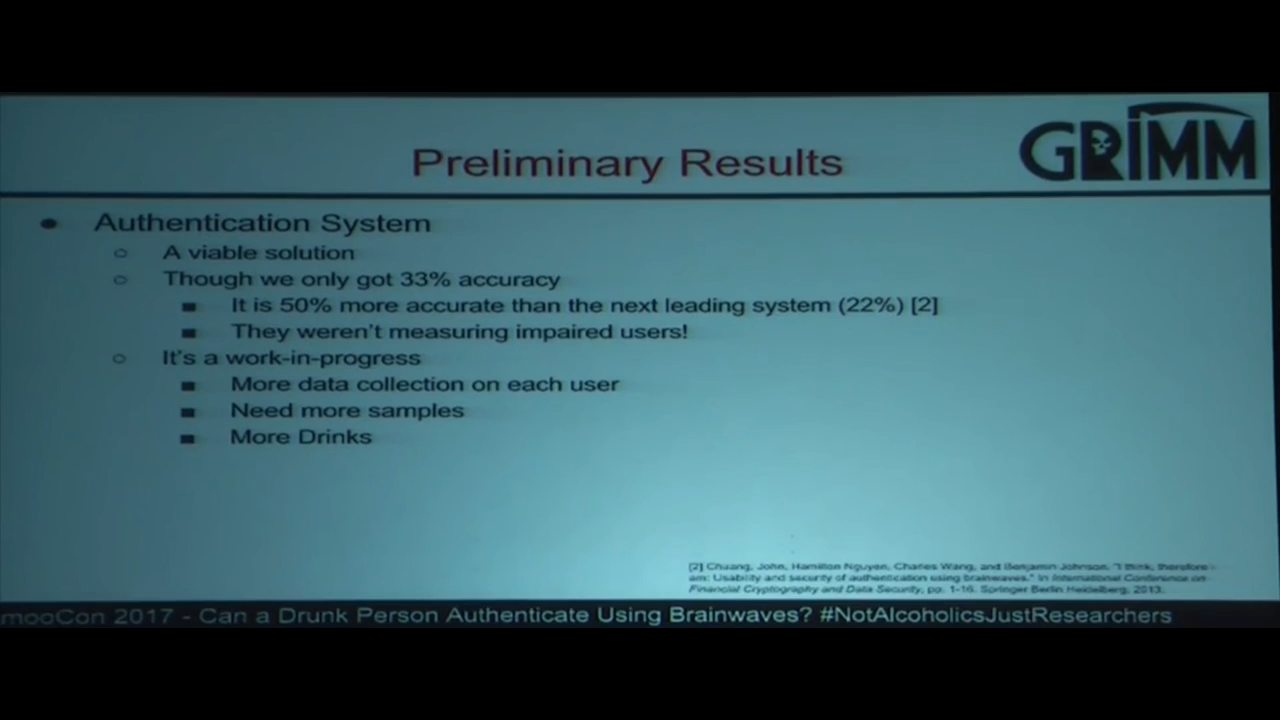 GRIMM
Preliminary Results
● Authentication System
○ A viable solution
○ Though we only got 33% accuracy
■ It is 50% more accurate than the next leading system (22%) [2]
■ They weren't measuring impaired users!
○ It's a work-in-progress
■ More data collection on each user
■ Need more samples
■ More Drinks
[2] Chuang, John, Hamilton Nguyen, Charles Wang, and Benjamin Johnson. "I think, therefore i
am: Usability and security of authentication using brainwaves." In International Conference on
Financial Cryptography and Data Security, pp. 1-16. Springer Berlin Heidelberg, 2013.
mooCon 2017 - Can a Drunk Person Authenticate Using Brainwaves? #NotAlcoholicsJustResearchers